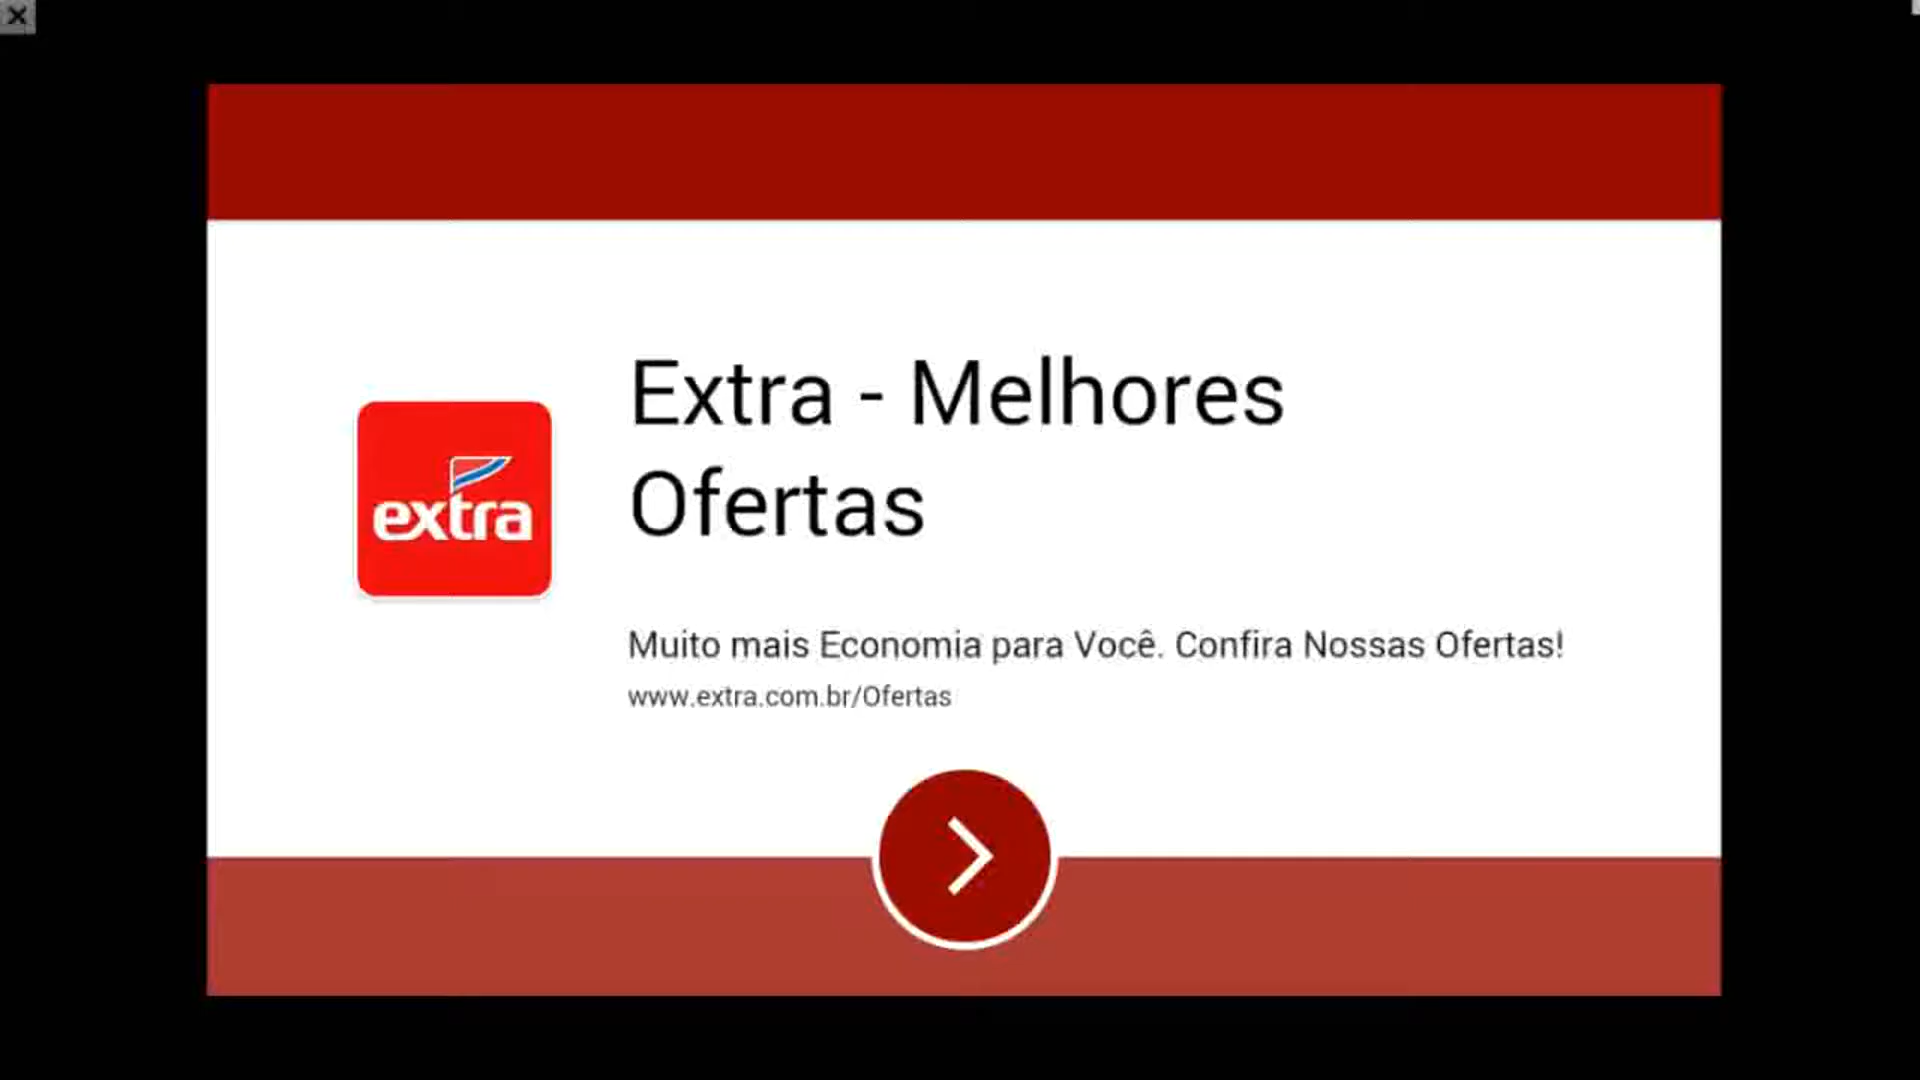 Extra - Melhores
Ofertas
extra
Muito mais Economia para Você. Confira Nossas Ofertas!
www.extra.com.br/Ofertas